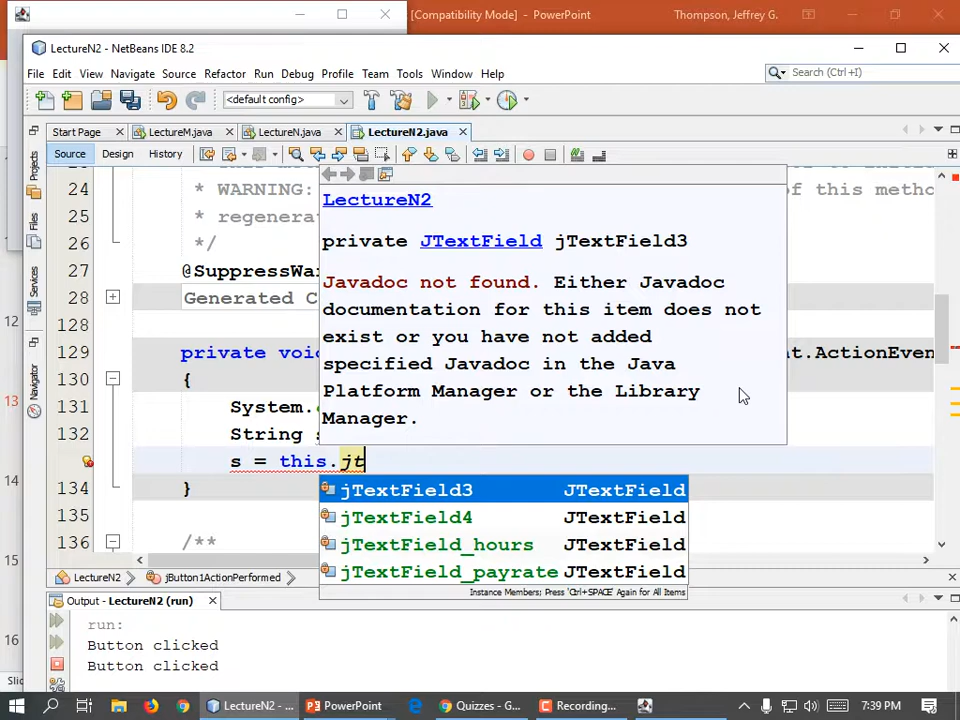 [Compatibility Mode] - PowerPoint
Thompson, Jeffrey G.
LectureN2 - NetBeans IDE 8.2
File Edit View Navigate Source Refactor Run Debug Profile Team Tools Window Help
Search (Ctrl+I)
<default config>
Start Page LectureM.java LectureN.java LectureN2.java
Source Design History
Projects
Files
Services
Navigator
24 * WARNING: of this metho
25 * regenera
26 */
27 @SuppressWa
28 Generated C
128
129 private voi t.ActionEven
130 {
131 System.
132 String s
s = this.jt
134 }
135
136 /**
LectureN2
private JTextField jTextField3
Javadoc not found. Either Javadoc
documentation for this item does not
exist or you have not added
specified Javadoc in the Java
Platform Manager or the Library
Manager.
jTextField3 JTextField
jTextField4 JTextField
jTextField_hours JTextField
jTextField_payrate JTextField
Instance Members; Press 'Ctrl+SPACE' Again for All Items
LectureN2 jButton1ActionPerformed
Output - LectureN2 (run)
run:
Button clicked
Button clicked
12
13
14
15
16
Slid
LectureN2 - ... PowerPoint Quizzes - G... Recording... 7:39 PM